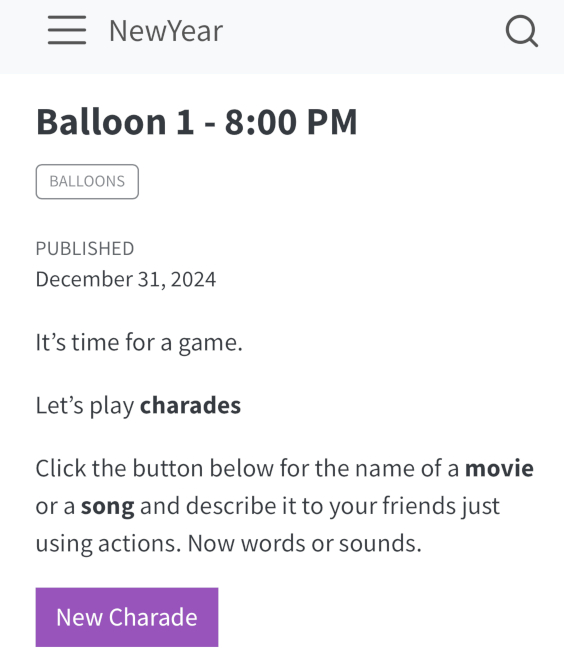 NewYear
Balloon 1 - 8:00 PM
BALLOONS
PUBLISHED
December 31, 2024
It’s time for a game.
Let’s play charades
Click the button below for the name of a movie
or a song and describe it to your friends just
using actions. Now words or sounds.
New Charade